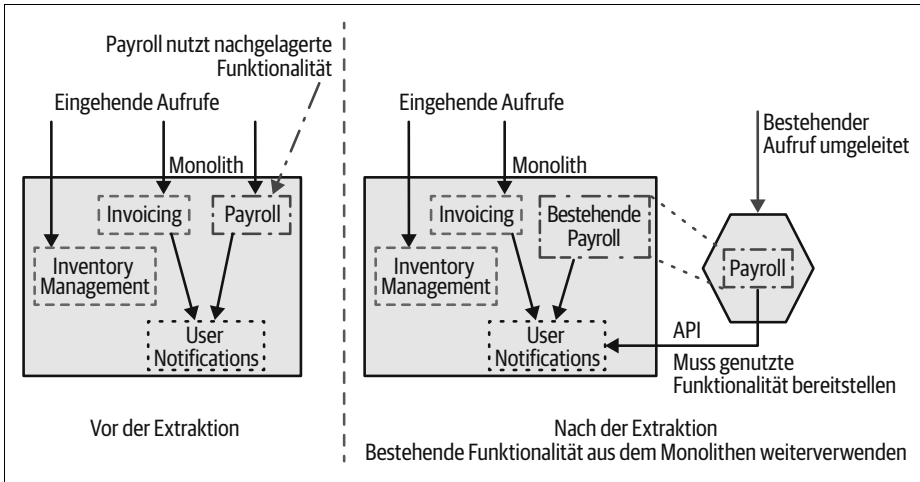 Payroll nutzt nachgelagerte
Funktionalität
Eingehende Aufrufe
Monolith
Invoicing
Payroll
Inventory
Management
User
Notifications
Vor der Extraktion
Eingehende Aufrufe
Monolith
Bestehender
Aufruf umgeleitet
Invoicing
Bestehende
Payroll
Inventory
Management
Payroll
User
Notifications
API
Muss genutzte
Funktionalität bereitstellen
Nach der Extraktion
Bestehende Funktionalität aus dem Monolithen weiterverwenden